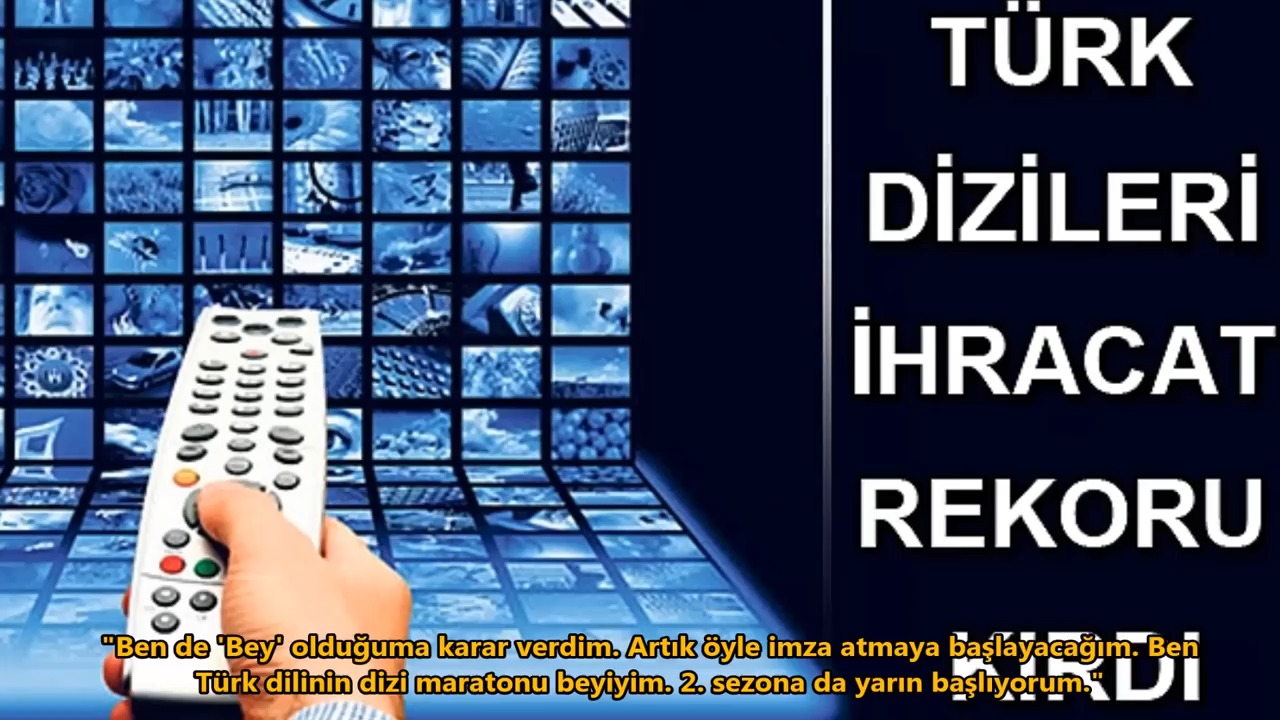 TÜRK
DİZİLERİ
İHRACAT
REKORU
KIRDI
"Ben de 'Bey' olduğuma karar verdim. Artık öyle imza atmaya başlayacağım. Ben
Türk dilinin dizi maratonu beyiyim. 2. sezona da yarın başlıyorum."